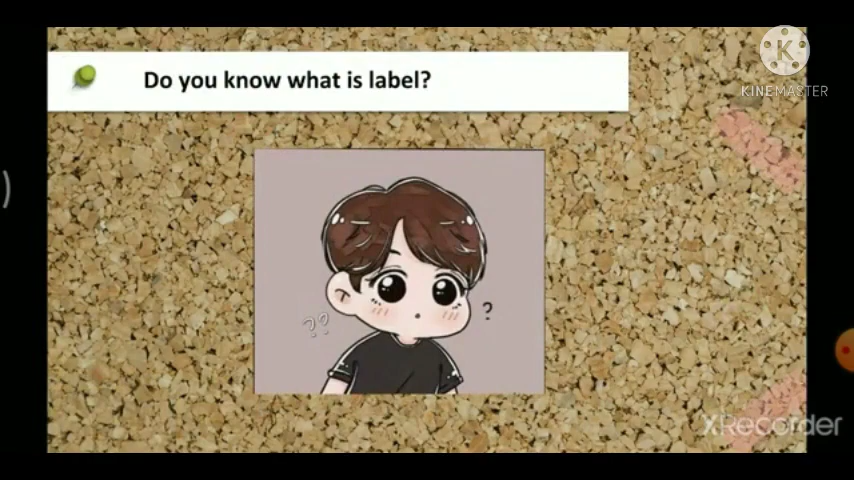 Do you know what is label?
K
KINEMASTER
??
?
XRecorder